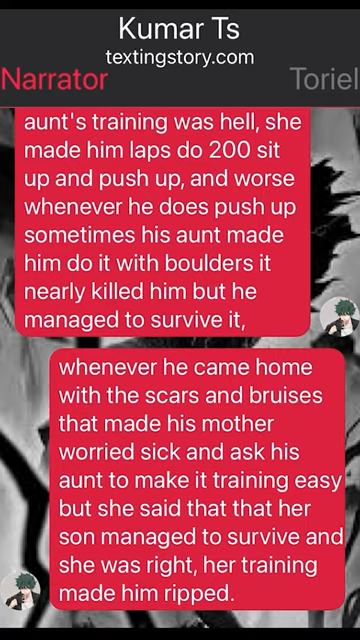 Kumar Ts
textingstory.com
Narrator
Toriel
aunt's training was hell, she
made him laps do 200 sit
up and push up, and worse
whenever he does push up
sometimes his aunt made
him do it with boulders it
nearly killed him but he
managed to survive it,
whenever he came home
with the scars and bruises
that made his mother
worried sick and ask his
aunt to make it training easy
but she said that that her
son managed to survive and
she was right, her training
made him ripped.